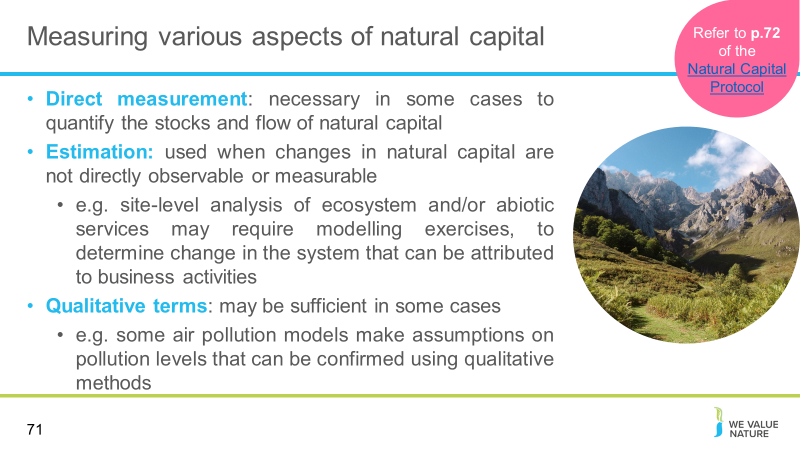 Measuring various aspects of natural capital
Refer to p.72
of the
Natural Capital
Protocol
• Direct measurement: necessary in some cases to
quantify the stocks and flow of natural capital
• Estimation: used when changes in natural capital are
not directly observable or measurable
• e.g. site-level analysis of ecosystem and/or abiotic
services may require modelling exercises, to
determine change in the system that can be attributed
to business activities
• Qualitative terms: may be sufficient in some cases
• e.g. some air pollution models make assumptions on
pollution levels that can be confirmed using qualitative
methods
71
WE VALUE
NATURE